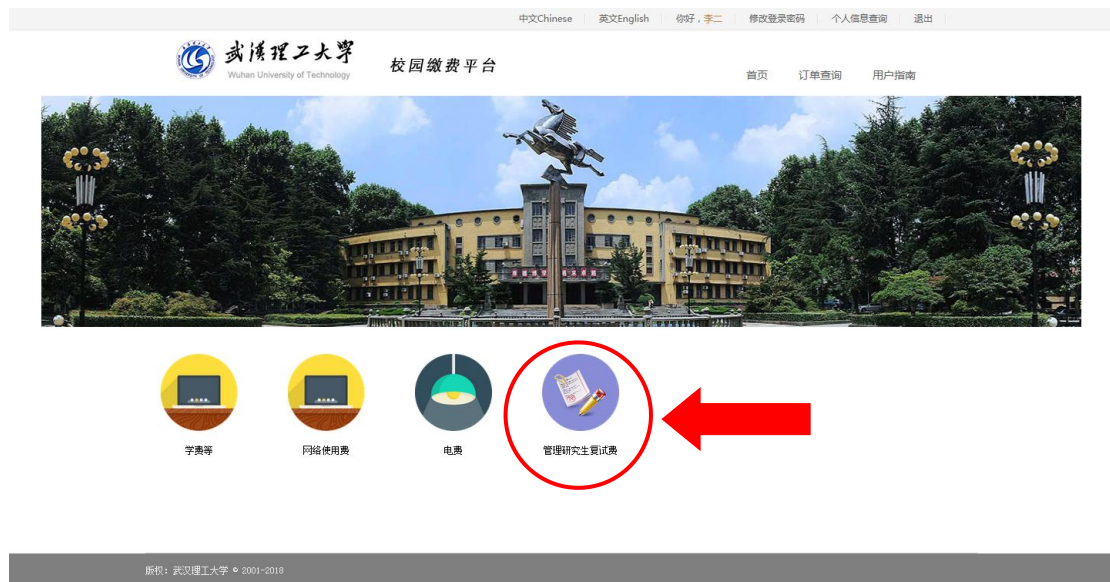 中文Chinese 英文English 你好，李二 修改登录密码 个人信息查询 退出
武汉理工大学
Wuhan University of Technology
校园缴费平台
首页 订单查询 用户指南
学费等 网络使用费 电费 管理研究生复试费
版权：武汉理工大学 © 2001-2018